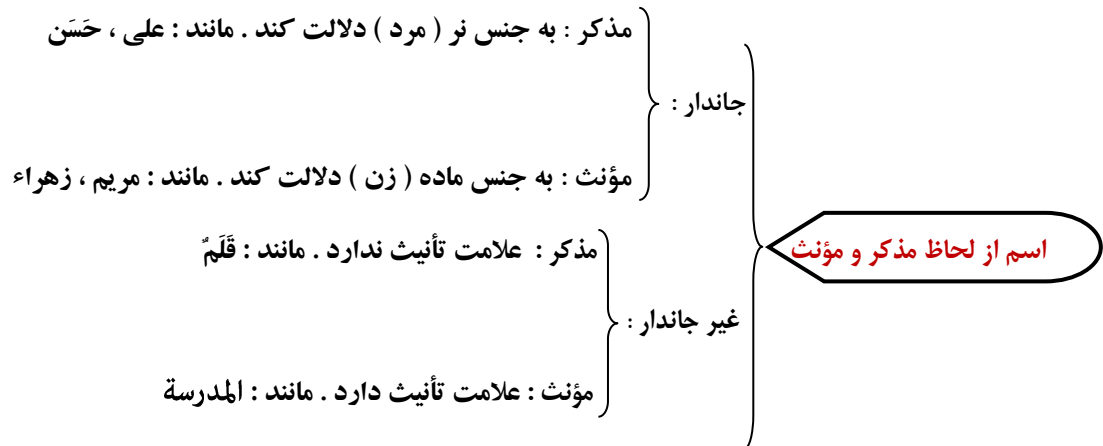 مذکر : به جنس نر ( مرد ) دلالت کند . مانند : علی ، حَسَن
جاندار :
مؤنث : به جنس ماده ( زن ) دلالت کند . مانند : مریم ، زهراء
اسم از لحاظ مذکر و مؤنث
مذکر : علامت تأنیث ندارد . مانند : قَلَمٌ
غیر جاندار :
مؤنث : علامت تأنیث دارد . مانند : المدرسة